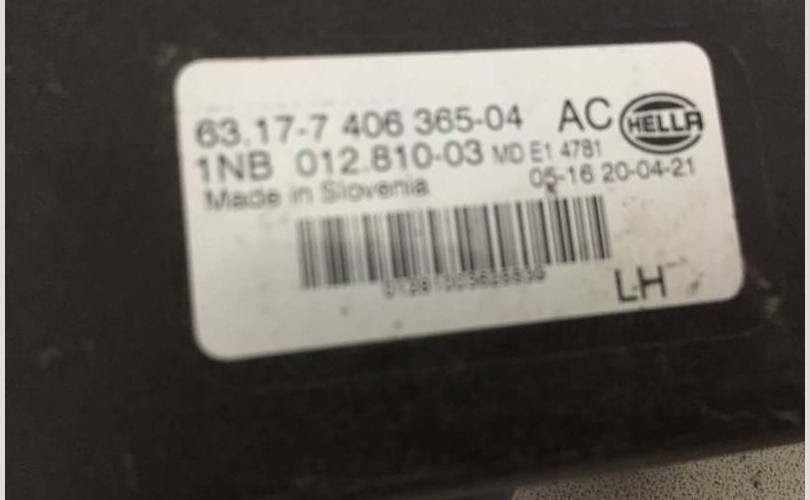 63.17-7 406 365-04 AC HELLA
1NB 012.810-03 MD E1 4781
Made in Slovenia 05-16 20-04-21
LH